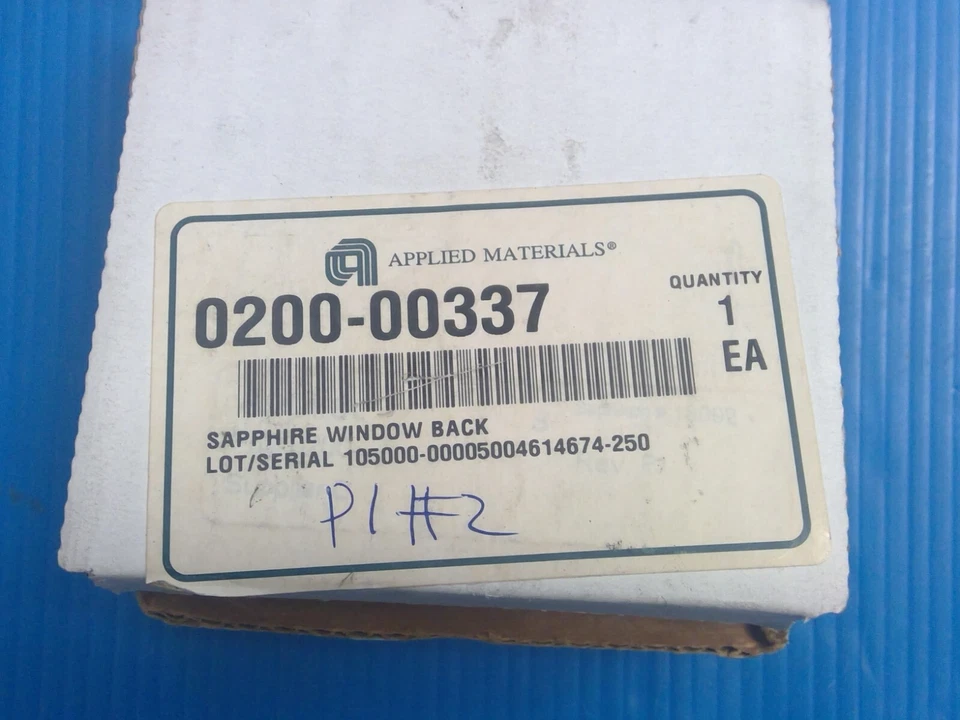 APPLIED MATERIALS®
0200-00337
QUANTITY
1
EA
SAPPHIRE WINDOW BACK
LOT/SERIAL 105000-00005004614674-250
P1#2